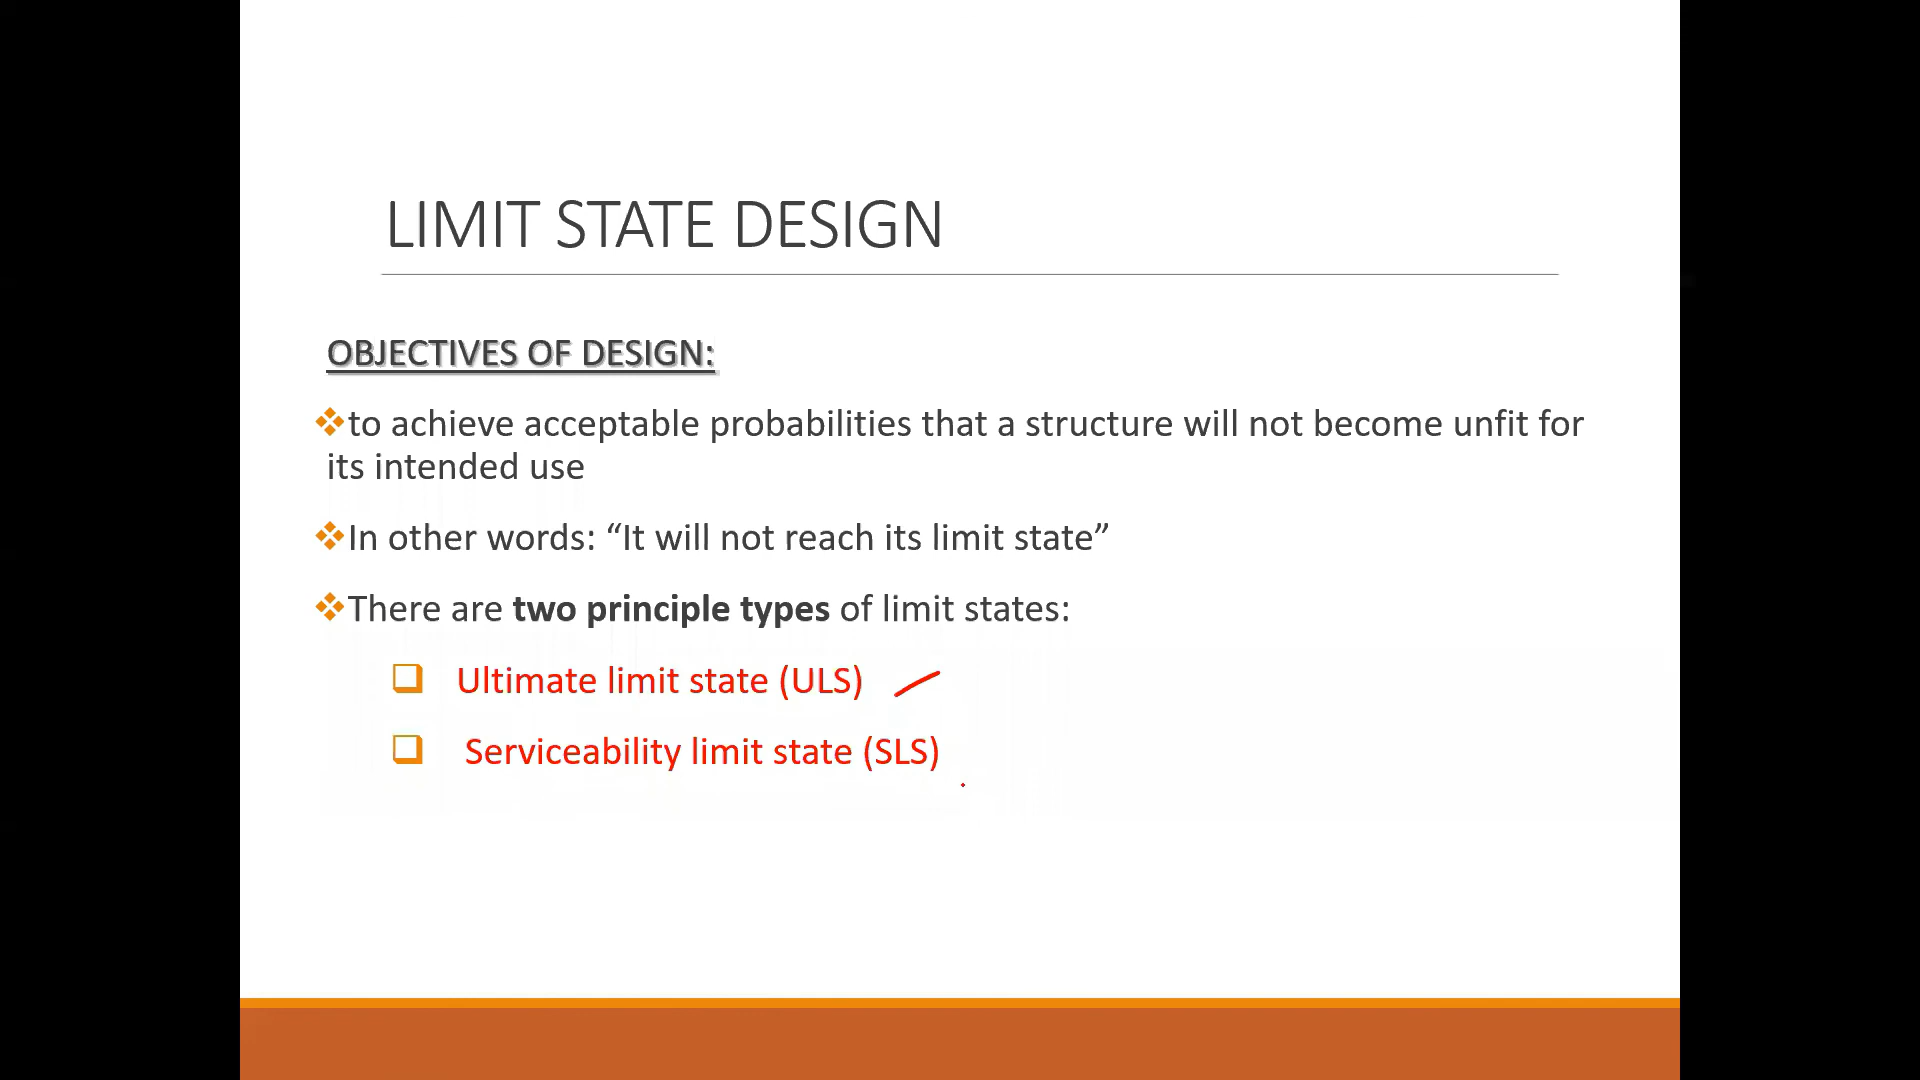 LIMIT STATE DESIGN
OBJECTIVES OF DESIGN:
to achieve acceptable probabilities that a structure will not become unfit for
its intended use
In other words: “It will not reach its limit state”
There are two principle types of limit states:
Ultimate limit state (ULS)
Serviceability limit state (SLS)